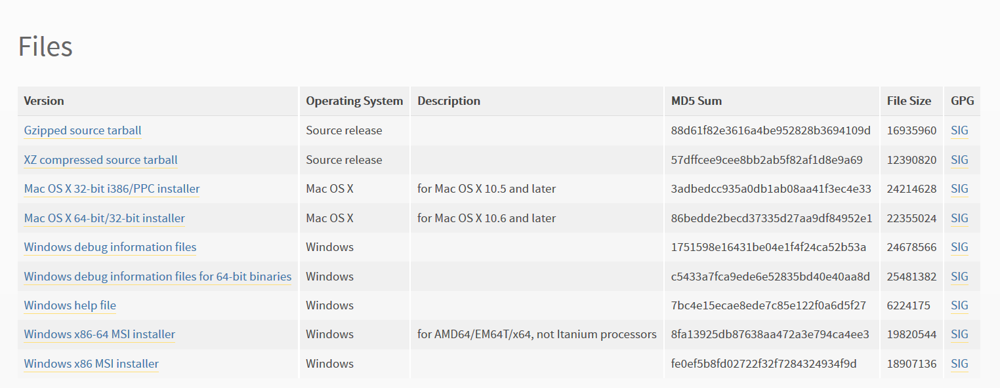 Files
Version Operating System Description MD5 Sum File Size GPG
Gzipped source tarball Source release 88d61f82e3616a4be952828b3694109d 16935960 SIG
XZ compressed source tarball Source release 57dffcee9cee8bb2ab5f82af1d8e9a69 12390820 SIG
Mac OS X 32-bit i386/PPC installer Mac OS X for Mac OS X 10.5 and later 3adbedcc935a0db1ab08aa41f3ec4e33 24214628 SIG
Mac OS X 64-bit/32-bit installer Mac OS X for Mac OS X 10.6 and later 86bedde2becd37335d27aa9df84952e1 22355024 SIG
Windows debug information files Windows 1751598e16431be04e1f4f24ca52b53a 24678566 SIG
Windows debug information files for 64-bit binaries Windows c5433a7fca9ede6e52835bd40e40aa8d 25481382 SIG
Windows help file Windows 7bc4e15ecae8ede7c85e122f0a6d5f27 6224175 SIG
Windows x86-64 MSI installer Windows for AMD64/EM64T/x64, not Itanium processors 8fa13925db87638aa472a3e794ca4ee3 19820544 SIG
Windows x86 MSI installer Windows fe0ef5b8fd02722f32f7284324934f9d 18907136 SIG